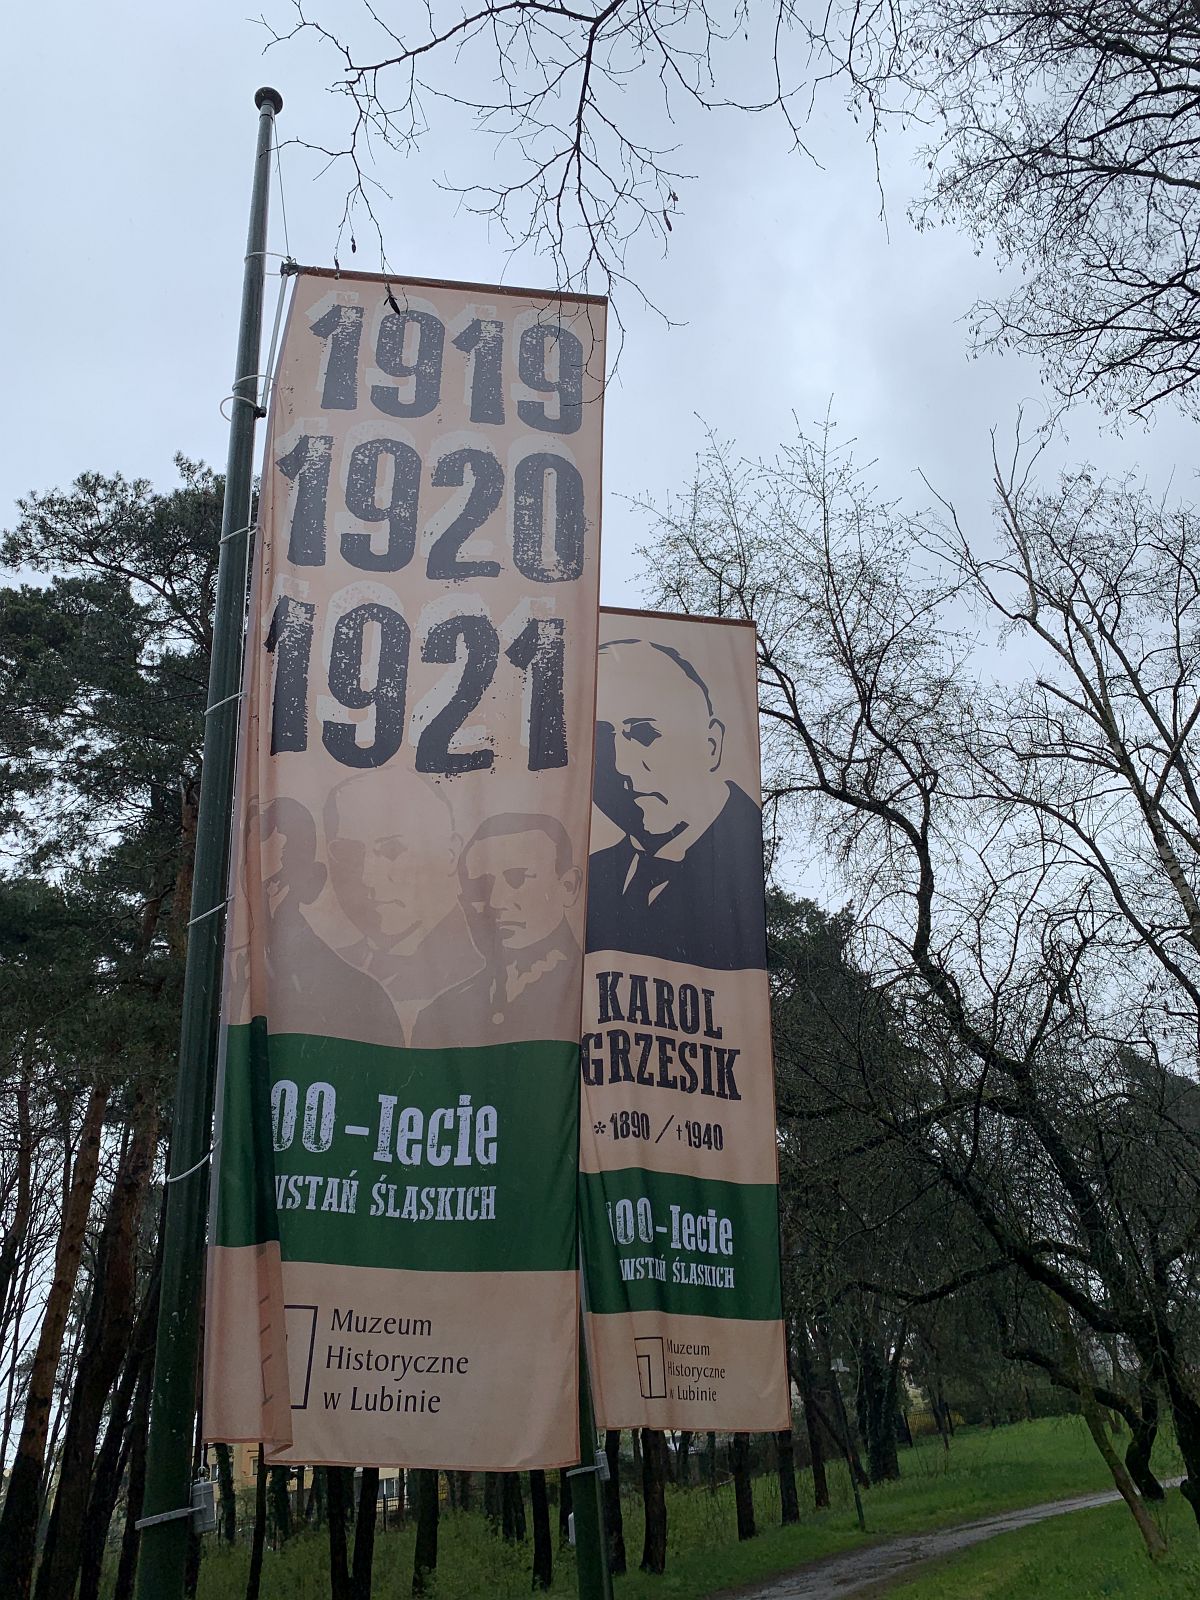 1919
1920
1921
00-lecie
WSTAŃ ŚLĄSKICH
Muzeum
Historyczne
w Lubinie
KAROL
GRZESIK
*1890/+1940
100-lecie
WSTAŃ ŚLĄSKICH
Muzeum
Historyczne
w Lubinie